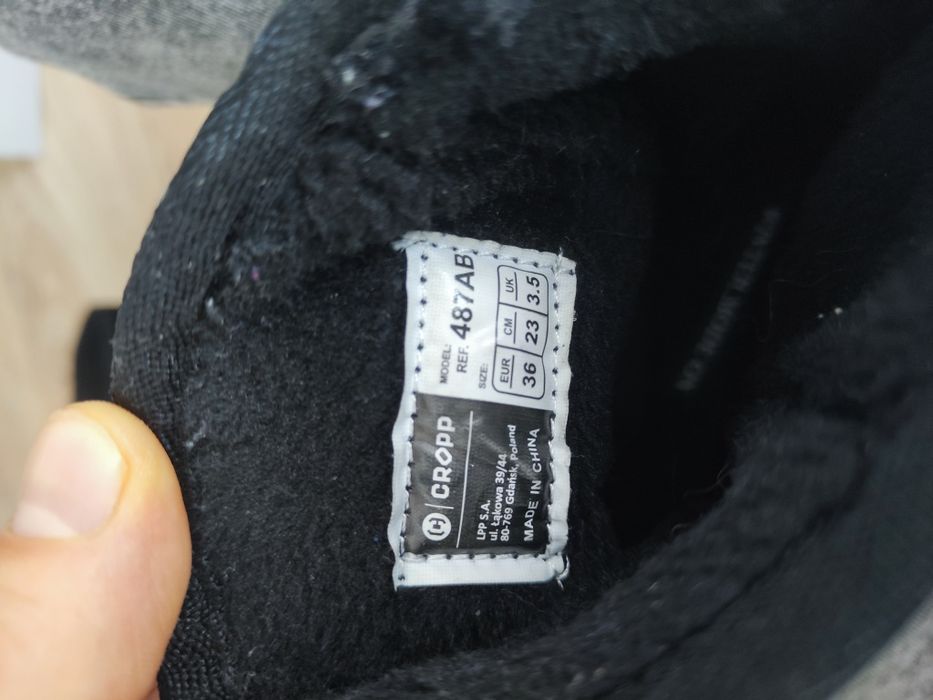 CROPP
LPP S.A.
ul. Łąkowa 39/44
80-769 Gdańsk, Poland
MADE IN CHINA
MODEL:
REF. 487AB
SIZE:
EUR CM UK
36 23 3.5